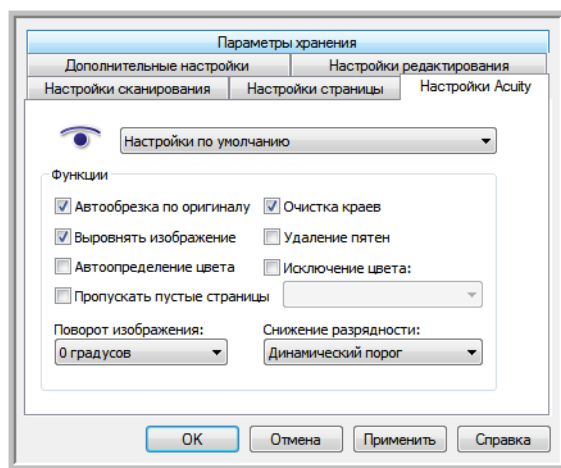 Параметры хранения
Дополнительные настройки Настройки редактирования
Настройки сканирования Настройки страницы Настройки Acuity
Настройки по умолчанию
Функции
Автообрезка по оригиналу Очистка краев
Выровнять изображение Удаление пятен
Автоопределение цвета Исключение цвета:
Пропускать пустые страницы
Поворот изображения: Снижение разрядности:
0 градусов Динамический порог
OK Отмена Применить Справка